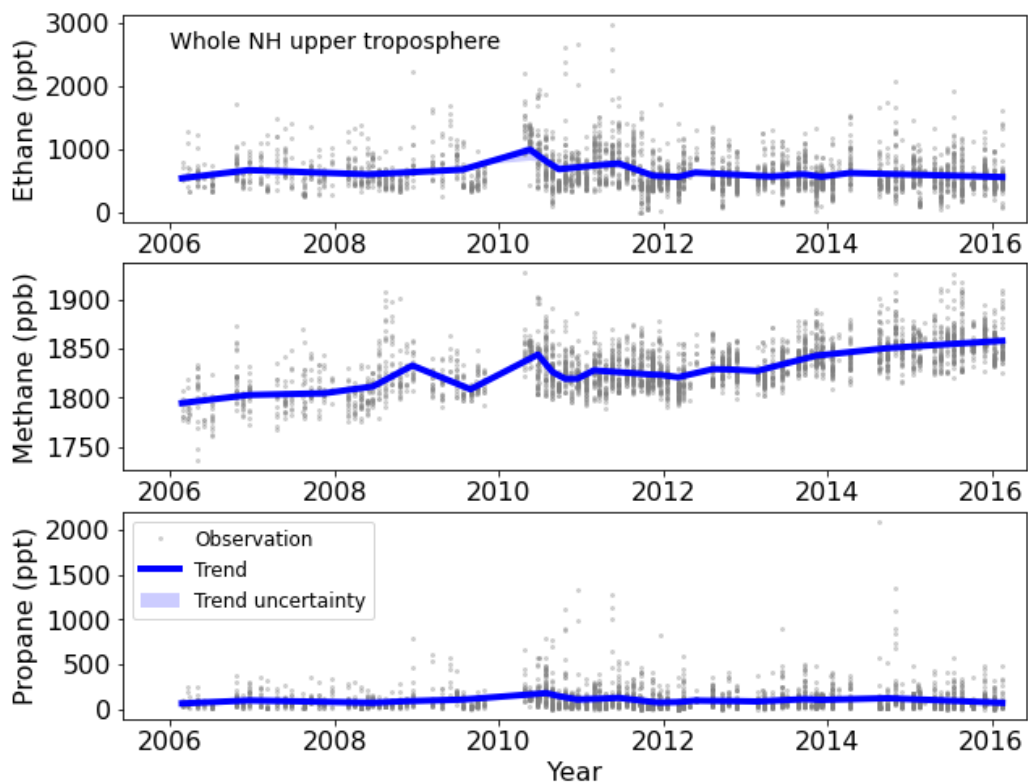 Whole NH upper troposphere
Ethane (ppt)
3000
2000
1000
0
2006 2008 2010 2012 2014 2016
Methane (ppb)
1900
1850
1800
1750
2006 2008 2010 2012 2014 2016
Propane (ppt)
2000
1500
1000
500
0
Observation
Trend
Trend uncertainty
2006 2008 2010 2012 2014 2016
Year